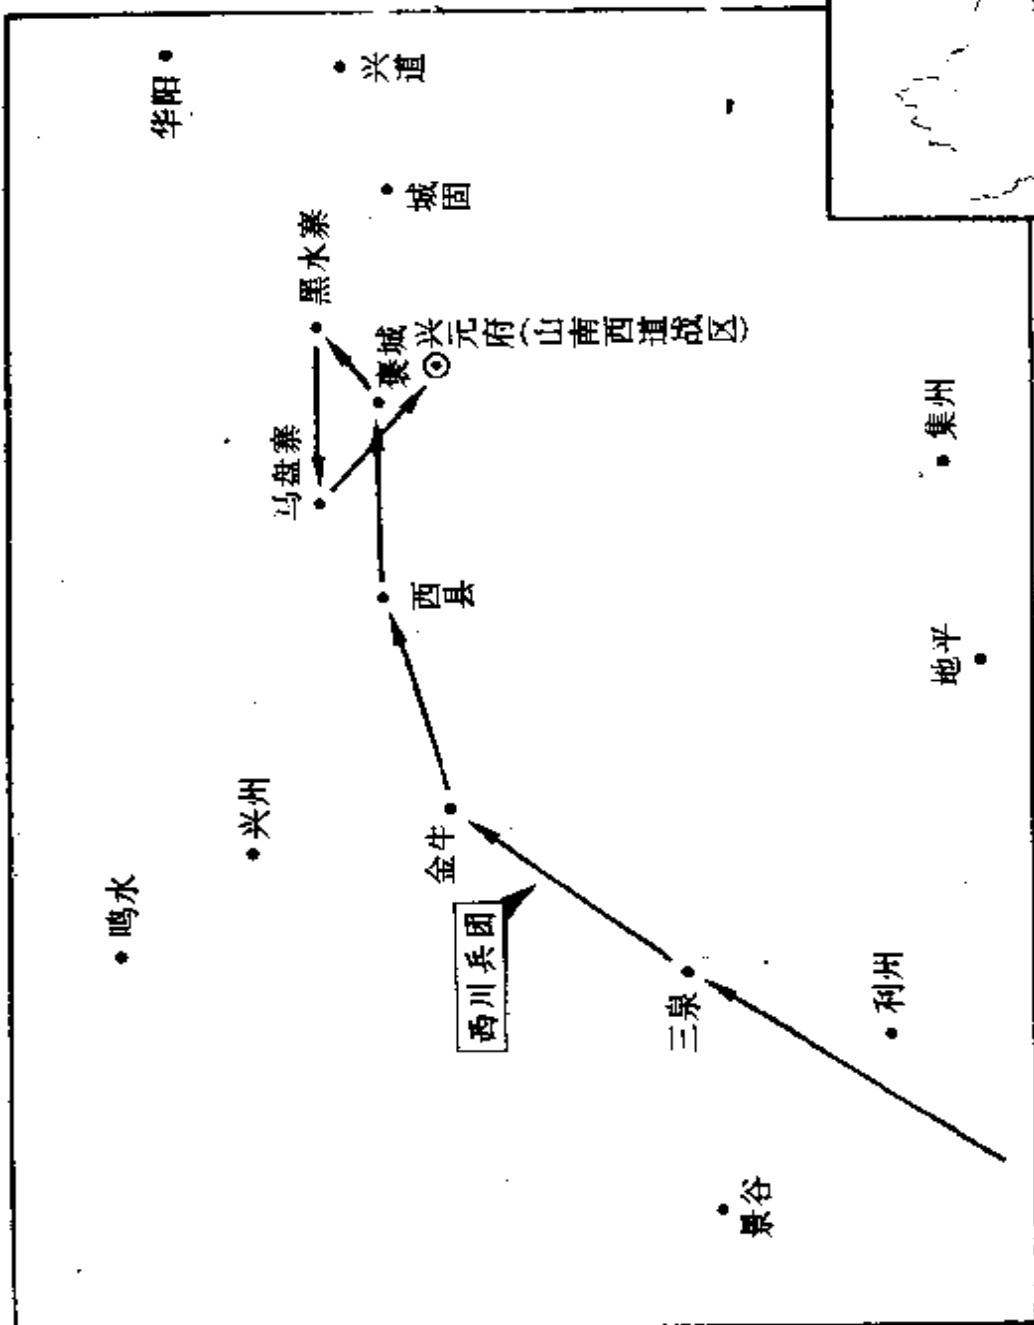 华阳
兴道
城固
黑水寨
褒城
兴元府(山南西道战区)
马盘寨
西县
集州
地平
兴州
金牛
鸣水
西川兵团
三泉
利州
景谷